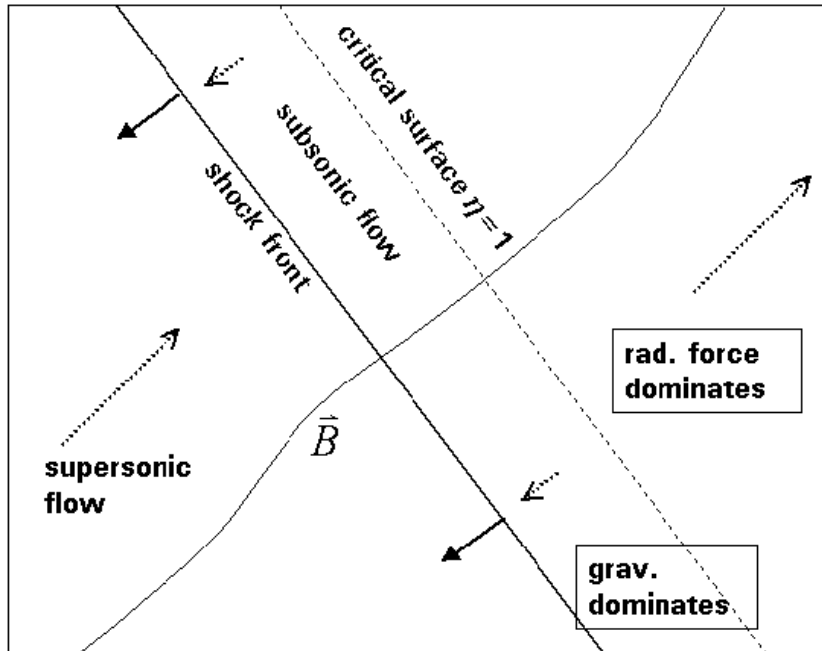 critical surface η=1
subsonic flow
shock front
rad. force
dominates
B⃗
supersonic
flow
grav.
dominates